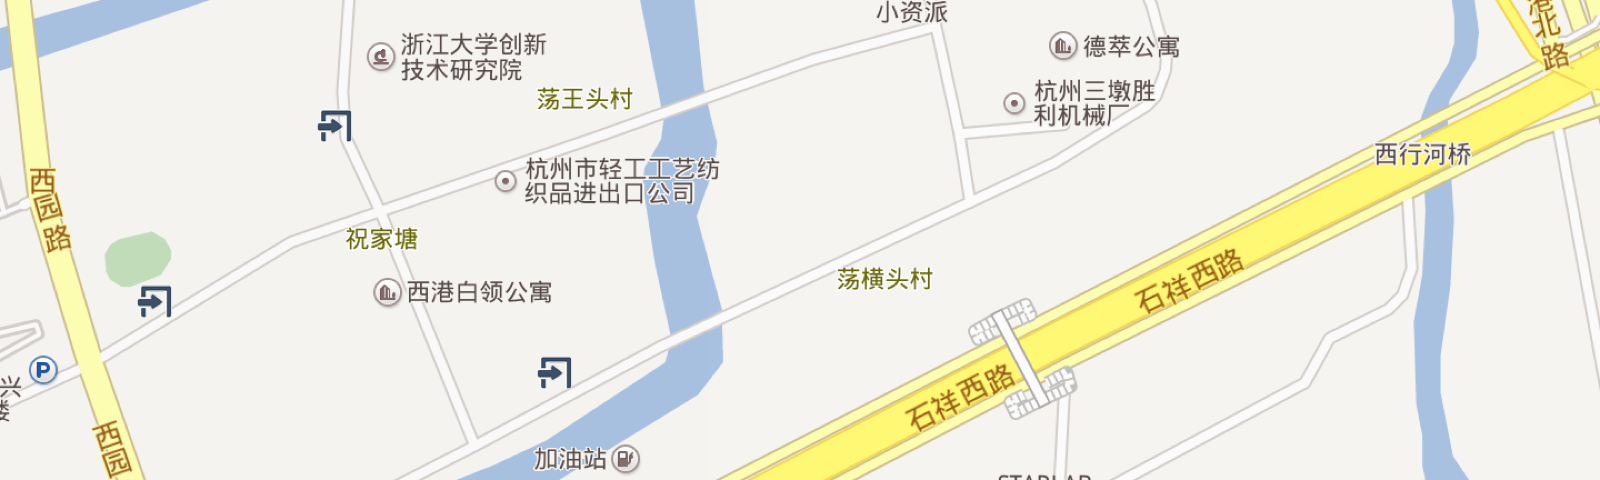 小资派
浙江大学创新
技术研究院
德萃公寓
港北路
荡王头村
杭州三墩胜
利机械厂
西行河桥
杭州市轻工工艺纺
织品进出口公司
西园路
祝家塘
西港白领公寓
荡横头村
石祥西路
P
石祥西路
兴
楼
西园
加油站
STARLAB